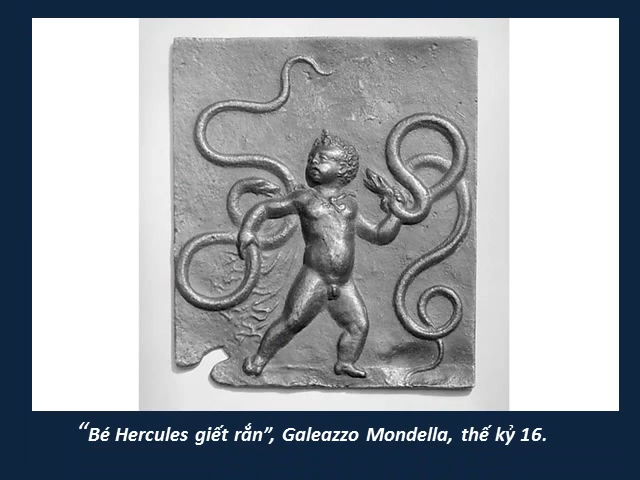 “Bé Hercules giết rắn”, Galeazzo Mondella, thế kỷ 16.